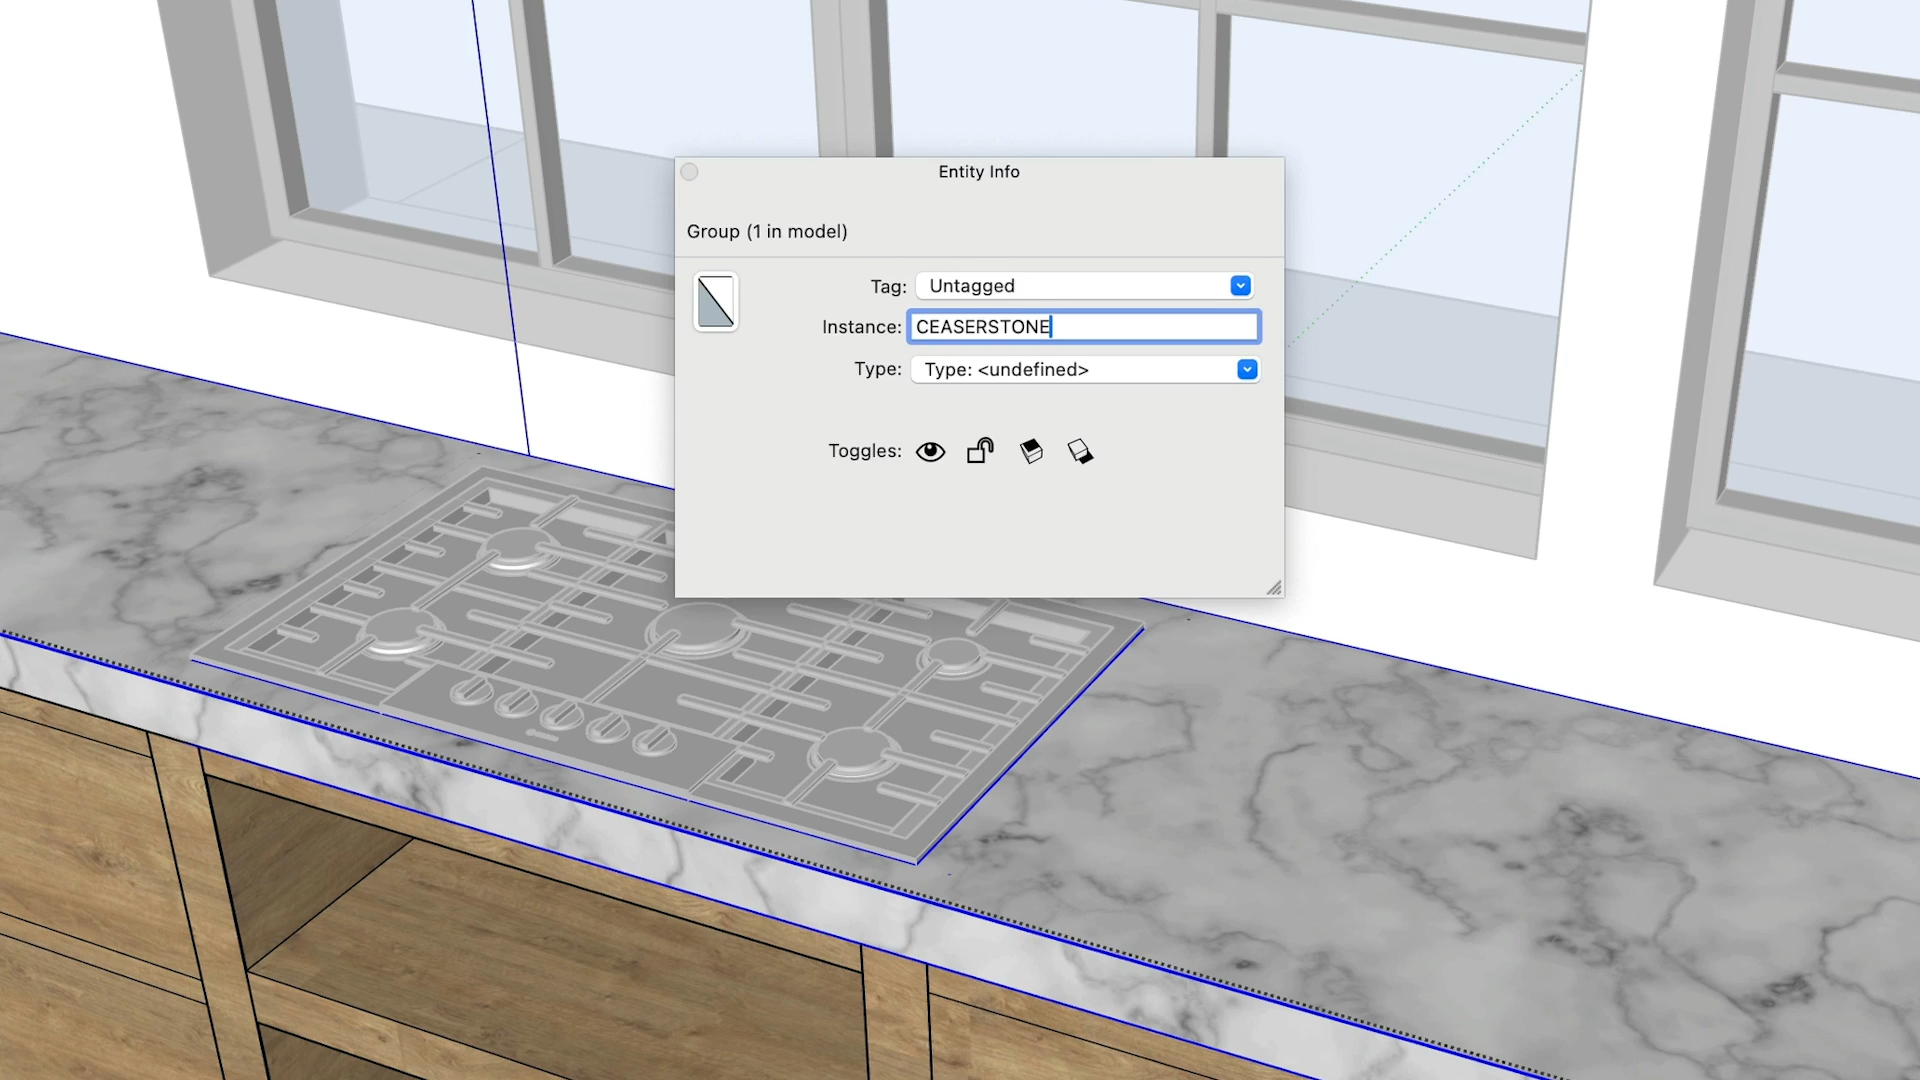 Entity Info
Group (1 in model)
Tag: Untagged
Instance: CEASERSTONE
Type: Type: <undefined>
Toggles: